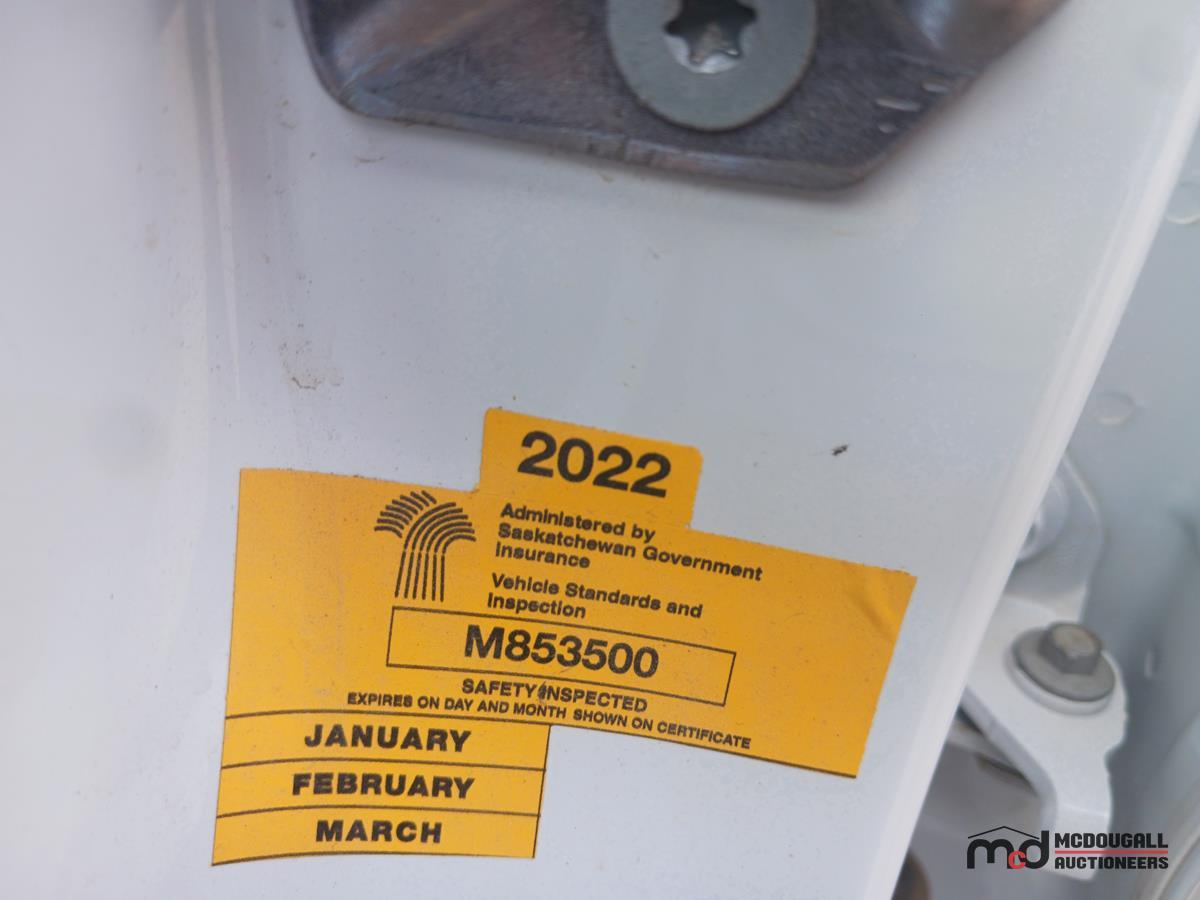 2022
Administered by
Saskatchewan Government
Insurance
Vehicle Standards and
Inspection
M853500
SAFETY INSPECTED
EXPIRES ON DAY AND MONTH SHOWN ON CERTIFICATE
JANUARY
FEBRUARY
MARCH
mcd MCDOUGALL
AUCTIONEERS